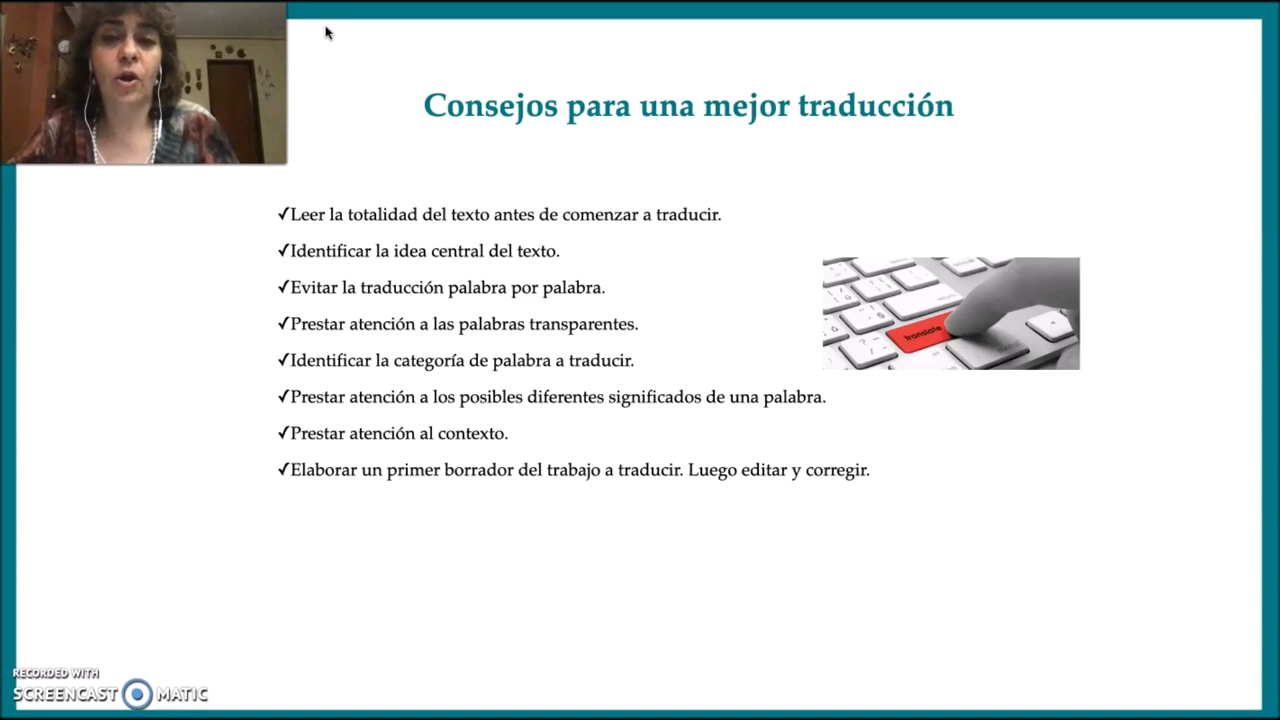 Consejos para una mejor traducción
✓Leer la totalidad del texto antes de comenzar a traducir.
✓Identificar la idea central del texto.
✓Evitar la traducción palabra por palabra.
✓Prestar atención a las palabras transparentes.
✓Identificar la categoría de palabra a traducir.
✓Prestar atención a los posibles diferentes significados de una palabra.
✓Prestar atención al contexto.
✓Elaborar un primer borrador del trabajo a traducir. Luego editar y corregir.
translate
RECORDED WITH
SCREENCAST MATIC